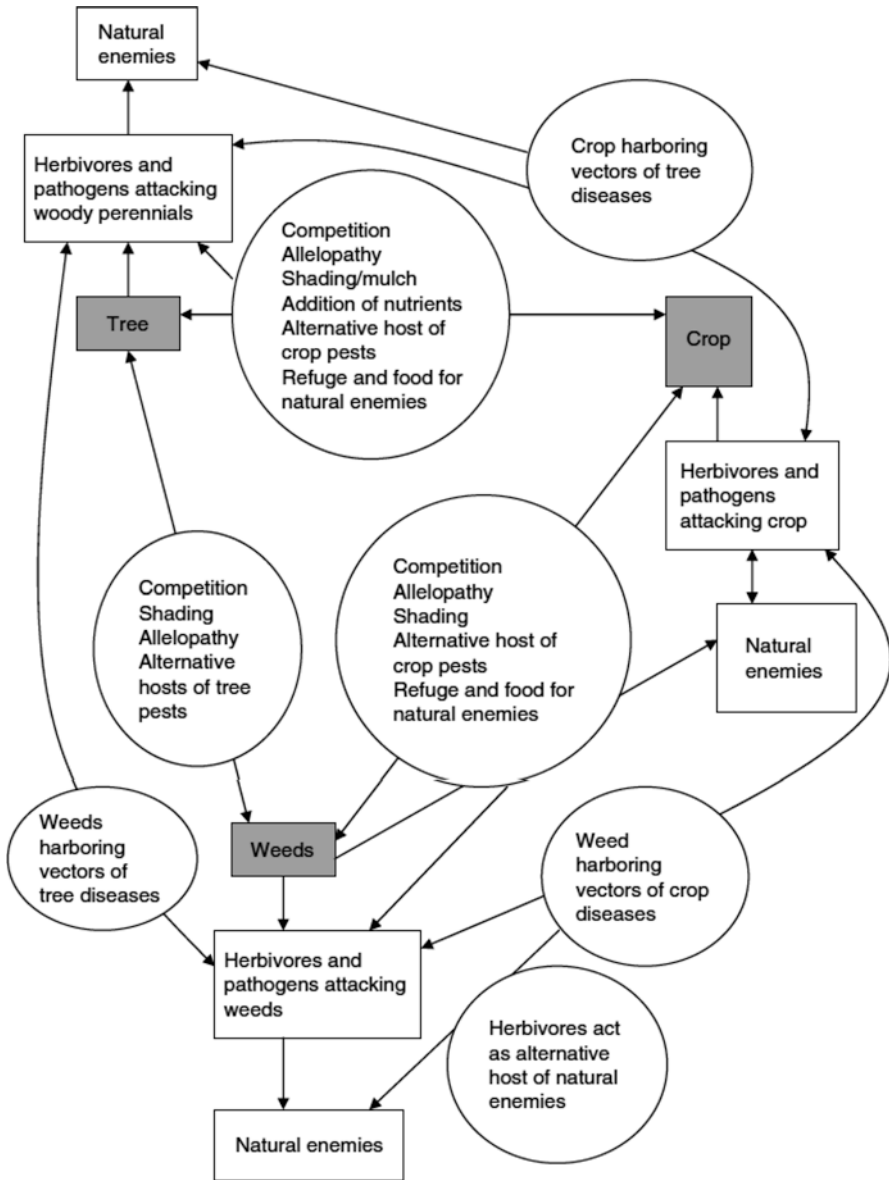 Natural
enemies
Crop harboring
vectors of tree
diseases
Herbivores and
pathogens attacking
woody perennials
Competition
Allelopathy
Shading/mulch
Addition of nutrients
Alternative host of
crop pests
Refuge and food for
natural enemies
Tree
Crop
Herbivores and
pathogens
attacking crop
Competition
Shading
Allelopathy
Alternative
hosts of tree
pests
Competition
Allelopathy
Shading
Alternative host of
crop pests
Refuge and food for
natural enemies
Natural
enemies
Weeds
harboring
vectors of
tree diseases
Weeds
Weed
harboring
vectors of crop
diseases
Herbivores and
pathogens attacking
weeds
Herbivores act
as alternative
host of natural
enemies
Natural enemies